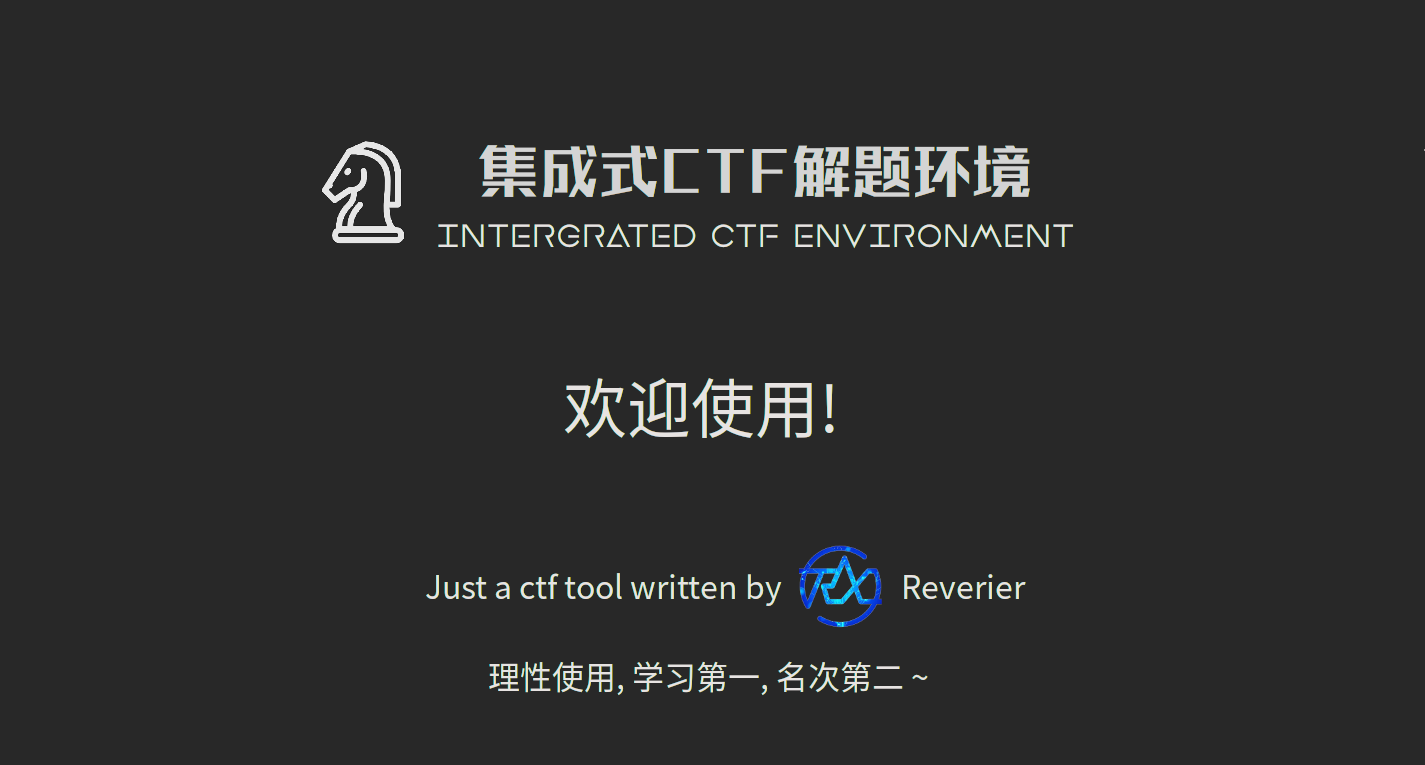 集成式CTF解题环境
INTERGRATED CTF ENVIRONMENT
欢迎使用!
Just a ctf tool written by Reverier
理性使用, 学习第一, 名次第二 ~